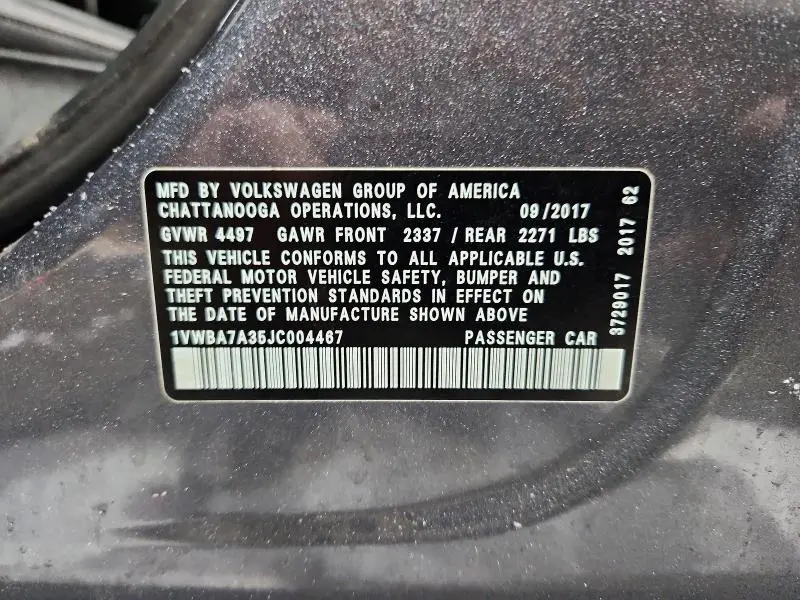 MFD BY VOLKSWAGEN GROUP OF AMERICA
CHATTANOOGA OPERATIONS, LLC. 09/2017
GVWR 4497 GAWR FRONT 2337 / REAR 2271 LBS
THIS VEHICLE CONFORMS TO ALL APPLICABLE U.S.
FEDERAL MOTOR VEHICLE SAFETY, BUMPER AND
THEFT PREVENTION STANDARDS IN EFFECT ON
THE DATE OF MANUFACTURE SHOWN ABOVE
1VWBA7A35JC004467 PASSENGER CAR
3729017 2017 62